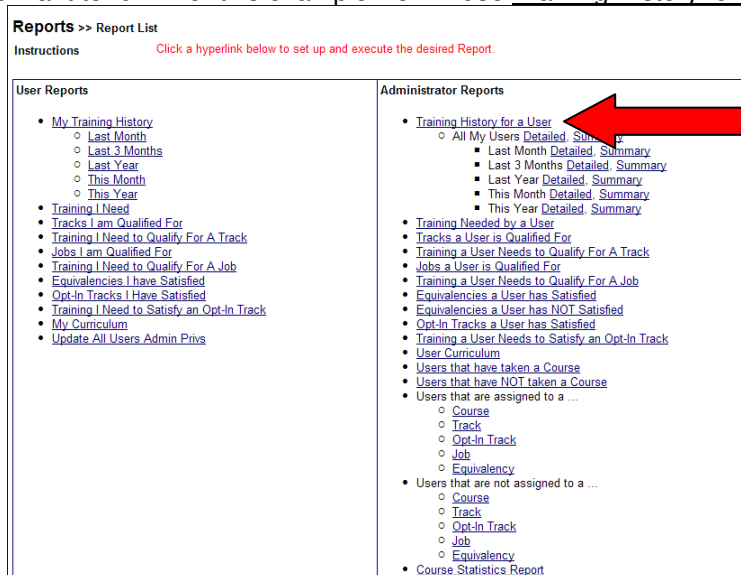 Reports >> Report List
Instructions Click a hyperlink below to set up and execute the desired Report.
User Reports
My Training History
Last Month
Last 3 Months
Last Year
This Month
This Year
Training I Need
Tracks I am Qualified For
Training I Need to Qualify For A Track
Jobs I am Qualified For
Training I Need to Qualify For A Job
Equivalencies I have Satisfied
Opt-In Tracks I Have Satisfied
Training I Need to Satisfy an Opt-In Track
My Curriculum
Update All Users Admin Privs
Administrator Reports
Training History for a User
All My Users Detailed,
Last Month Detailed, Summary
Last 3 Months Detailed, Summary
Last Year Detailed, Summary
This Month Detailed, Summary
This Year Detailed, Summary
Training Needed by a User
Tracks a User is Qualified For
Training a User Needs to Qualify For A Track
Jobs a User is Qualified For
Training a User Needs to Qualify For A Job
Equivalencies a User has Satisfied
Equivalencies a User has NOT Satisfied
Opt-In Tracks a User has Satisfied
Training a User Needs to Satisfy an Opt-In Track
User Curriculum
Users that have taken a Course
Users that have NOT taken a Course
Users that are assigned to a ...
Course
Track
Opt-In Track
Job
Equivalency
Users that are not assigned to a ...
Course
Track
Opt-In Track
Job
Equivalency
Course Statistics Report